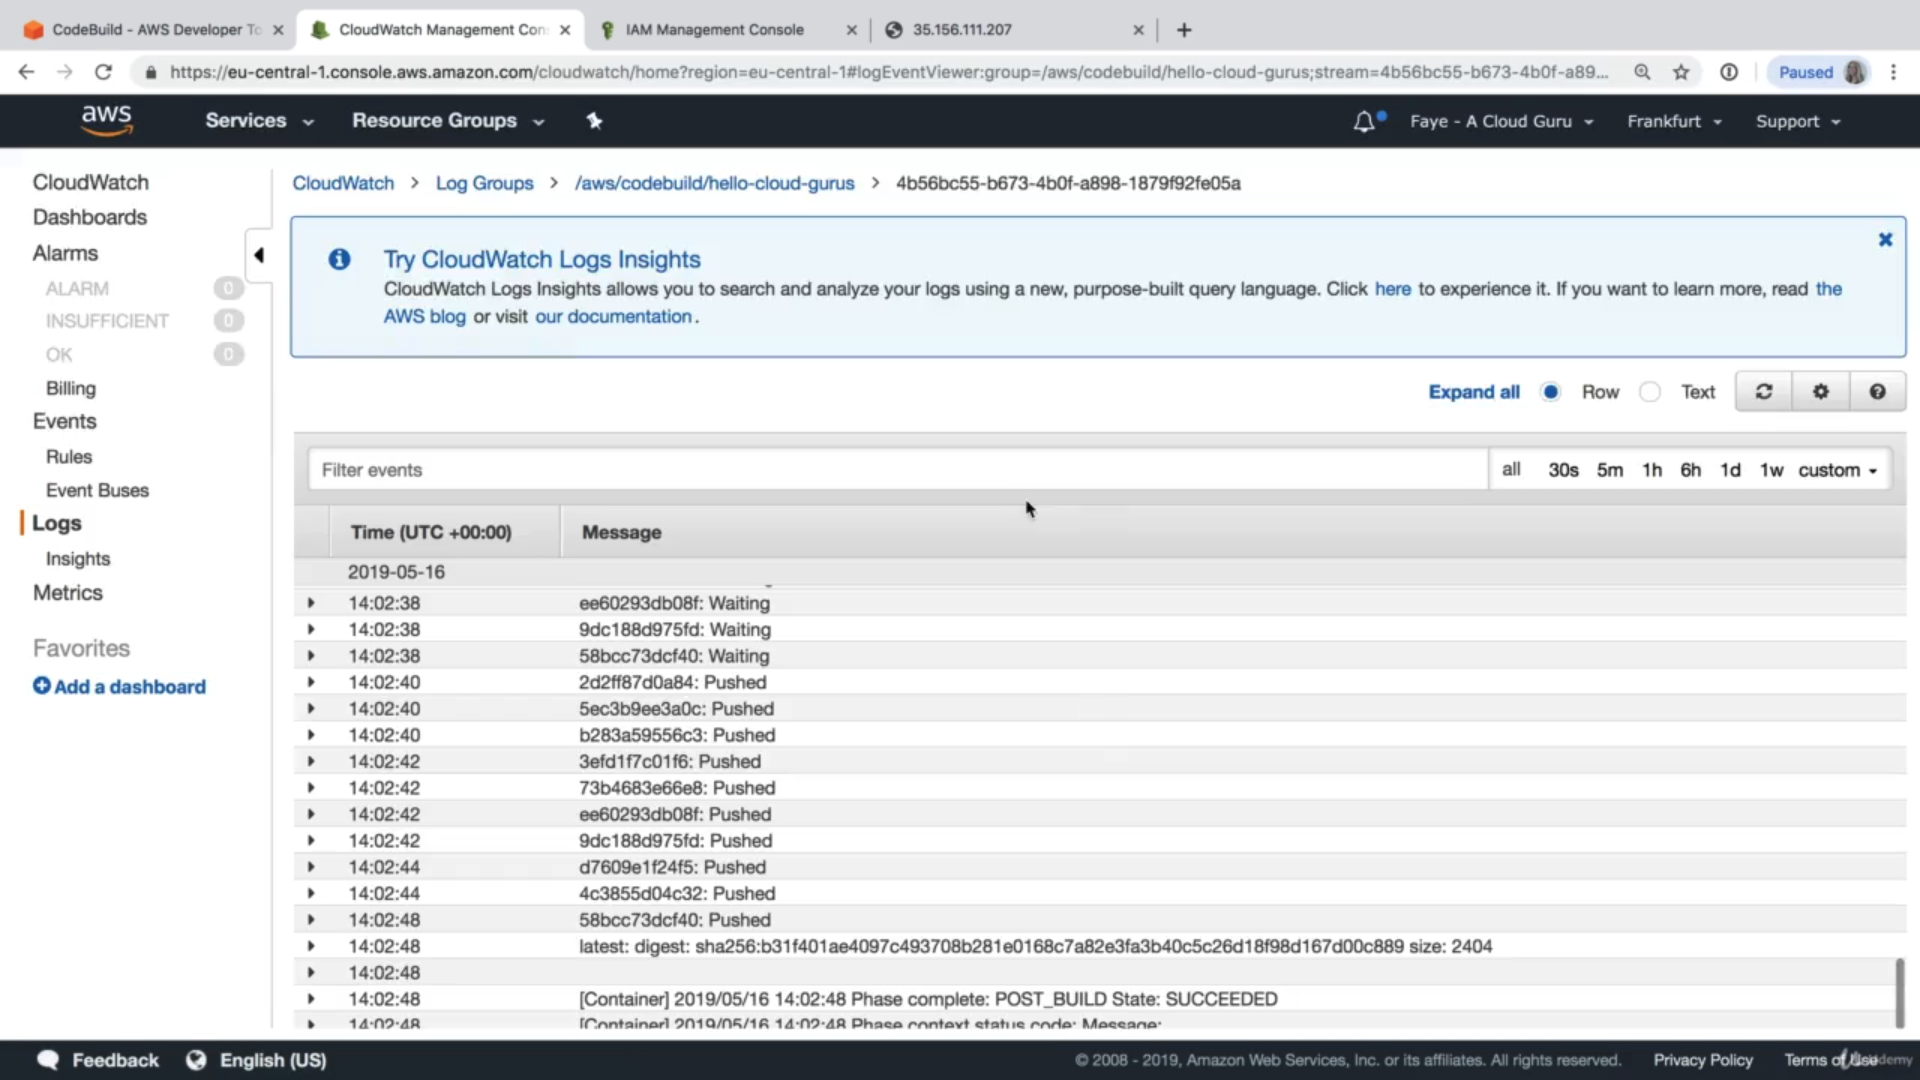 CodeBuild - AWS Developer To
CloudWatch Management Con
IAM Management Console
35.156.111.207
https://eu-central-1.console.aws.amazon.com/cloudwatch/home?region=eu-central-1#logEventViewer:group=/aws/codebuild/hello-cloud-gurus;stream=4b56bc55-b673-4b0f-a89...
Paused
aws
Services
Resource Groups
Faye - A Cloud Guru
Frankfurt
Support
CloudWatch
Dashboards
Alarms
ALARM 0
INSUFFICIENT 0
OK 0
Billing
Events
Rules
Event Buses
Logs
Insights
Metrics
Favorites
Add a dashboard
CloudWatch > Log Groups > /aws/codebuild/hello-cloud-gurus > 4b56bc55-b673-4b0f-a898-1879f92fe05a
Try CloudWatch Logs Insights
CloudWatch Logs Insights allows you to search and analyze your logs using a new, purpose-built query language. Click here to experience it. If you want to learn more, read the
AWS blog or visit our documentation.
Expand all Row Text
Filter events
all 30s 5m 1h 6h 1d 1w custom
Time (UTC +00:00) Message
2019-05-16
14:02:38 ee60293db08f: Waiting
14:02:38 9dc188d975fd: Waiting
14:02:38 58bcc73dcf40: Waiting
14:02:40 2d2ff87d0a84: Pushed
14:02:40 5ec3b9ee3a0c: Pushed
14:02:40 b283a59556c3: Pushed
14:02:42 3efd1f7c01f6: Pushed
14:02:42 73b4683e66e8: Pushed
14:02:42 ee60293db08f: Pushed
14:02:42 9dc188d975fd: Pushed
14:02:44 d7609e1f24f5: Pushed
14:02:44 4c3855d04c32: Pushed
14:02:48 58bcc73dcf40: Pushed
14:02:48 latest: digest: sha256:b31f401ae4097c493708b281e0168c7a82e3fa3b40c5c26d18f98d167d00c889 size: 2404
14:02:48
14:02:48 [Container] 2019/05/16 14:02:48 Phase complete: POST_BUILD State: SUCCEEDED
14:02:48 [Container] 2019/05/16 14:02:48 Phase context status code: Message:
Feedback
English (US)
© 2008 - 2019, Amazon Web Services, Inc. or its affiliates. All rights reserved.
Privacy Policy
Terms of Use